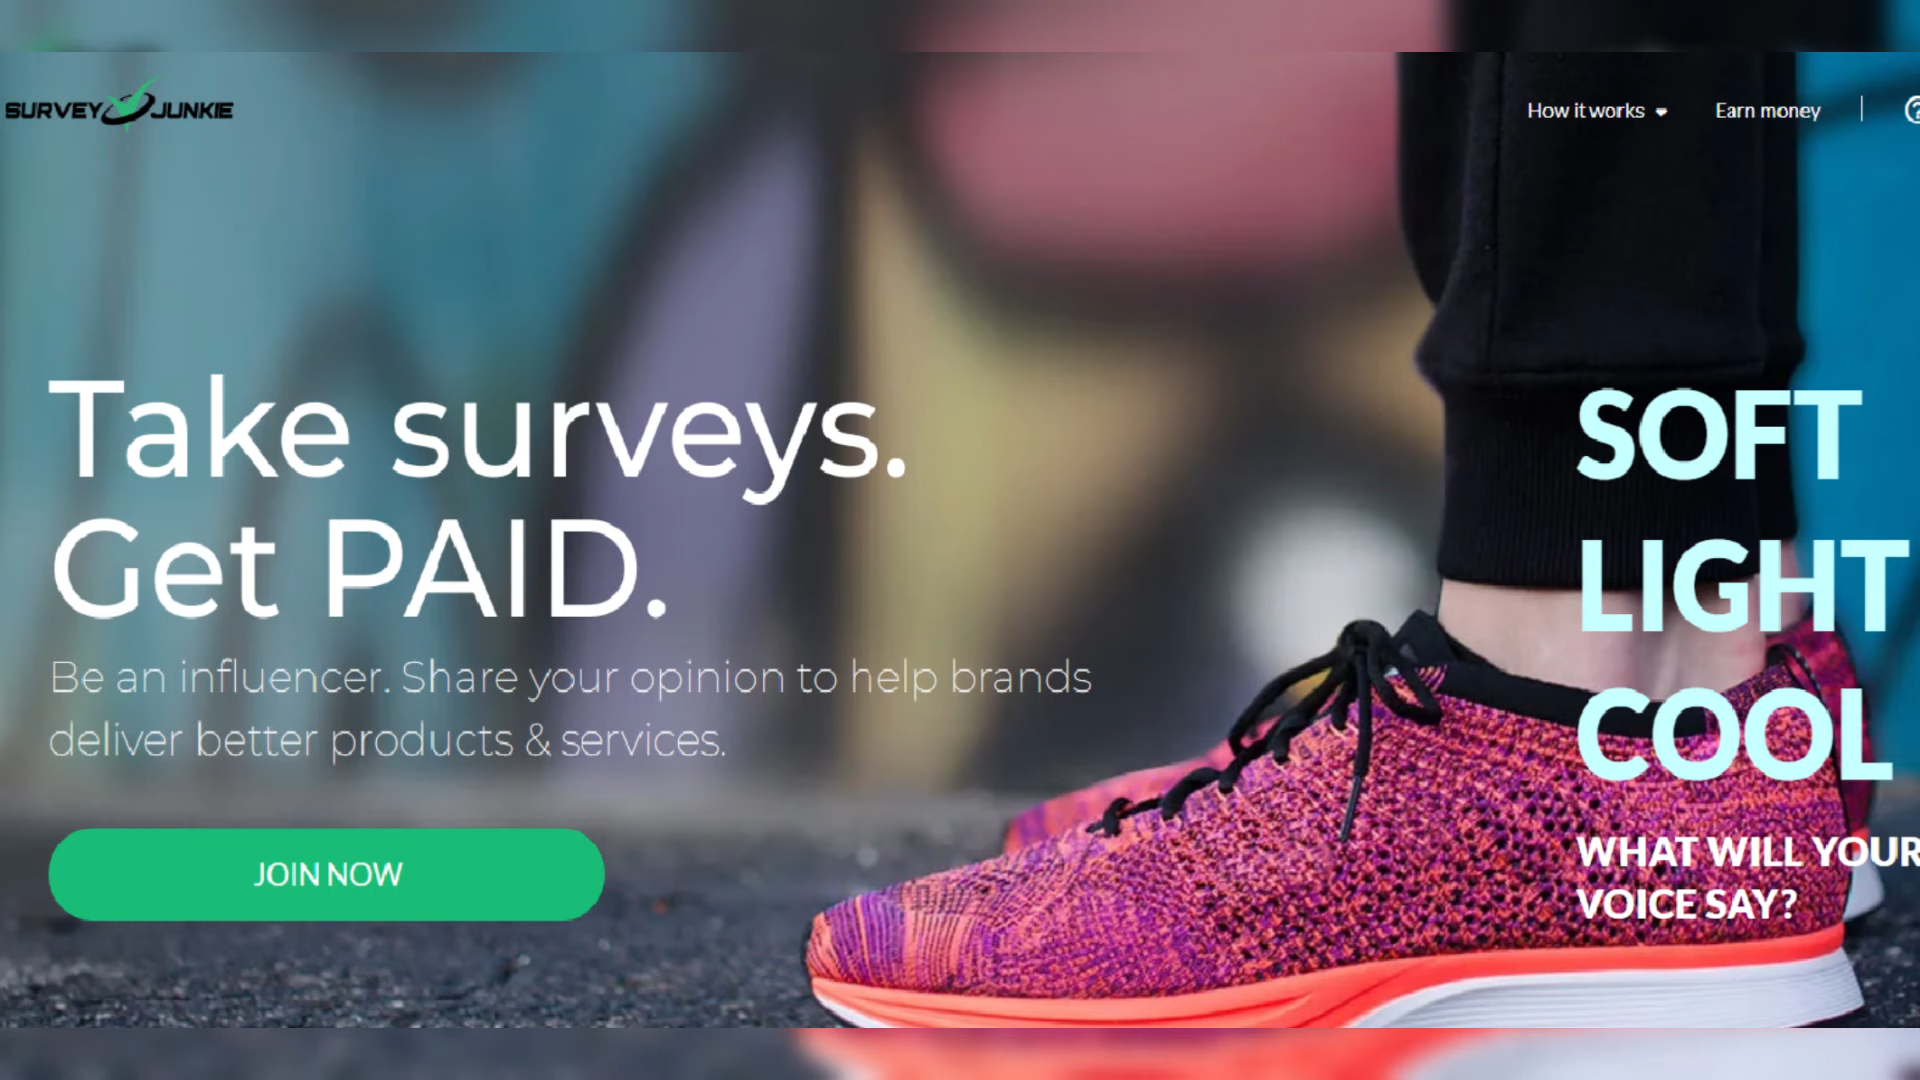 SURVEY JUNKIE
How it works
Earn money
Take surveys.
Get PAID.
Be an influencer. Share your opinion to help brands
deliver better products & services.
JOIN NOW
SOFT
LIGHT
COOL
WHAT WILL YOUR
VOICE SAY?